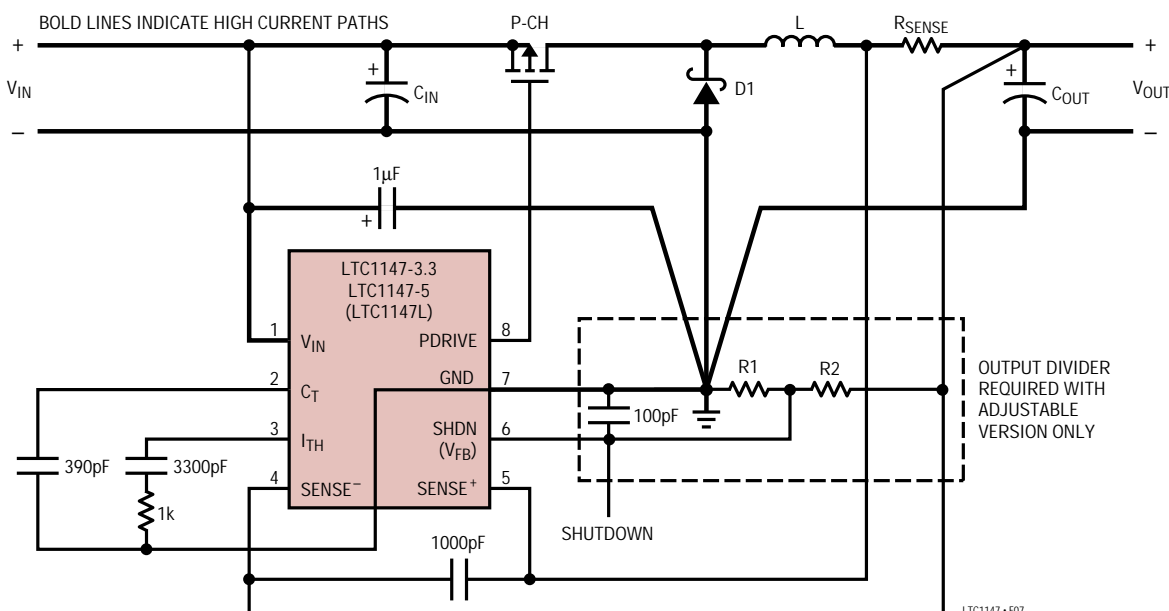 BOLD LINES INDICATE HIGH CURRENT PATHS
P-CH
L
RSENSE
+
+
VIN
+
CIN
D1
+
COUT
VOUT
−
−
1µF
+
LTC1147-3.3
LTC1147-5
(LTC1147L)
1
VIN
PDRIVE
8
2
CT
GND
7
3
ITH
SHDN
(VFB)
6
4
SENSE−
SENSE+
5
390pF
3300pF
1k
100pF
R1
R2
OUTPUT DIVIDER
REQUIRED WITH
ADJUSTABLE
VERSION ONLY
SHUTDOWN
1000pF
LTC1147 • F07